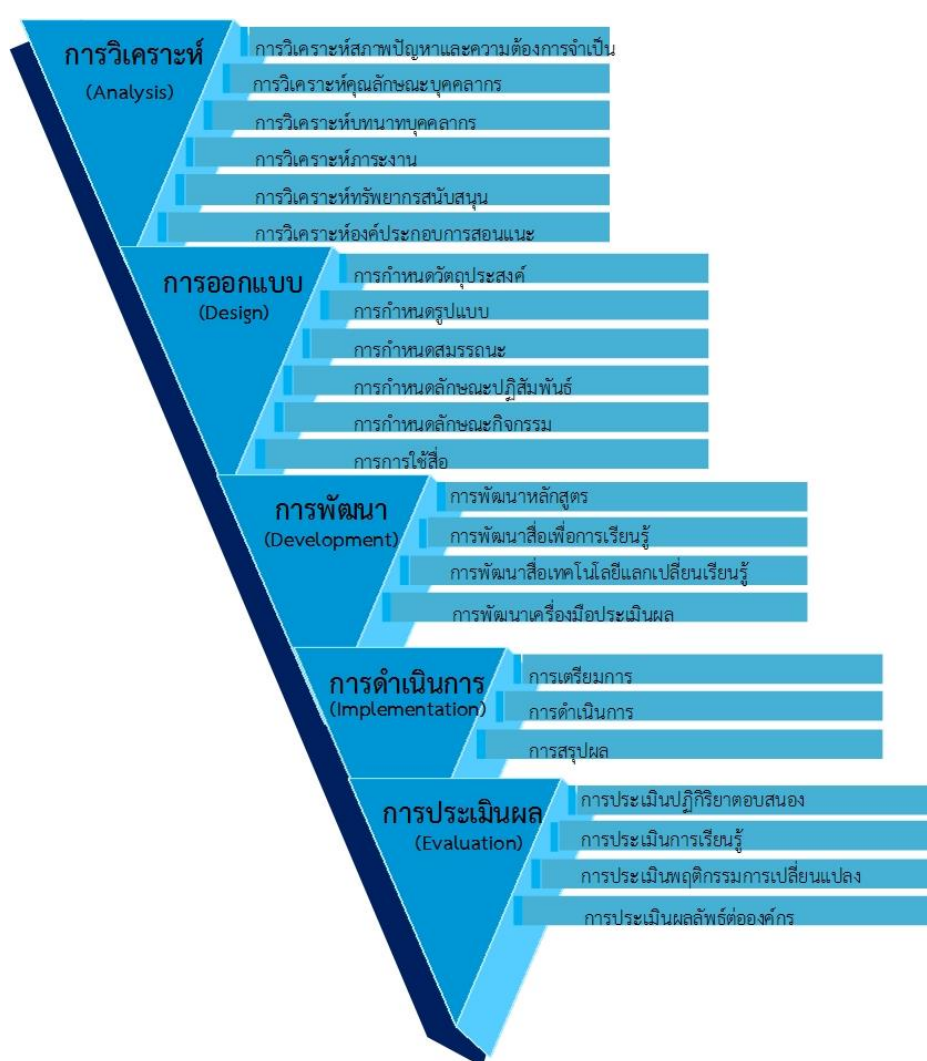 การวิเคราะห์
(Analysis)
การวิเคราะห์สภาพปัญหาและความต้องการจำเป็น
การวิเคราะห์คุณลักษณะบุคคลากร
การวิเคราะห์บทนาทบุคคลากร
การวิเคราะห์ภาระงาน
การวิเคราะห์ทรัพยากรสนับสนุน
การวิเคราะห์องค์ประกอบการสอนแนะ
การออกแบบ
(Design)
การกำหนดวัตถุประสงค์
การกำหนดรูปแบบ
การกำหนดสมรรถนะ
การกำหนดลักษณะปฏิสัมพันธ์
การกำหนดลักษณะกิจกรรม
การการใช้สื่อ
การพัฒนา
(Development)
การพัฒนาหลักสูตร
การพัฒนาสื่อเพื่อการเรียนรู้
การพัฒนาสื่อเทคโนโลยีแลกเปลี่ยนเรียนรู้
การพัฒนาเครื่องมือประเมินผล
การดำเนินการ
(Implementation)
การเตรียมการ
การดำเนินการ
การสรุปผล
การประเมินผล
(Evaluation)
การประเมินปฏิกิริยาตอบสนอง
การประเมินการเรียนรู้
การประเมินพฤติกรรมการเปลี่ยนแปลง
การประเมินผลลัพธ์ต่อองค์กร